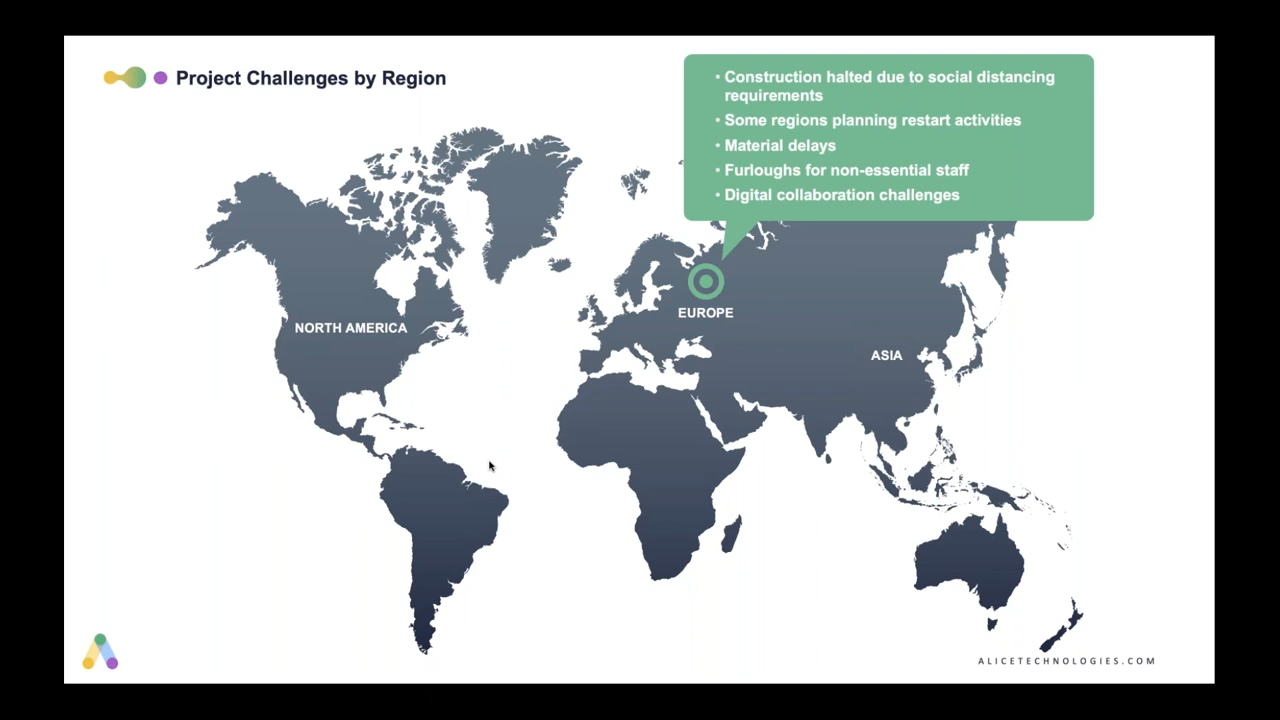 Project Challenges by Region
• Construction halted due to social distancing
requirements
• Some regions planning restart activities
• Material delays
• Furloughs for non-essential staff
• Digital collaboration challenges
EUROPE
NORTH AMERICA
ASIA
ALICETECHNOLOGIES.COM